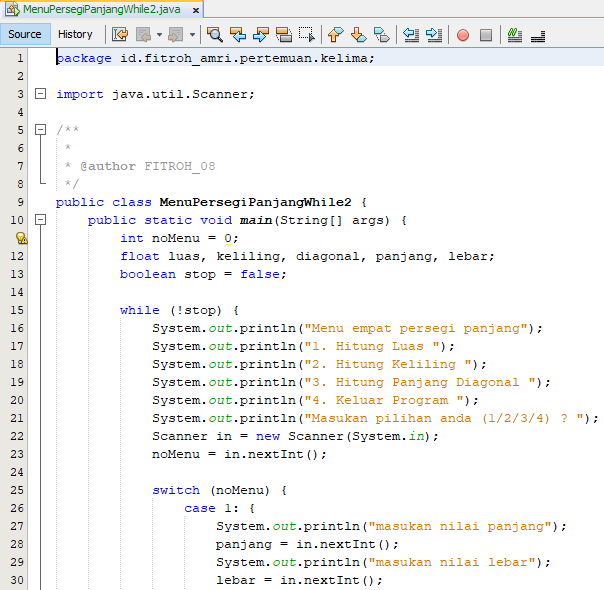 MenuPersegiPanjangWhile2.java
Source History
1 package id.fitroh_amri.pertemuan.kelima;
2
3 import java.util.Scanner;
4
5 /**
6 *
7 * @author FITROH_08
8 */
9 public class MenuPersegiPanjangWhile2 {
10 public static void main(String[] args) {
int noMenu = 0;
12 float luas, keliling, diagonal, panjang, lebar;
13 boolean stop = false;
14
15 while (!stop) {
16 System.out.println("Menu empat persegi panjang");
17 System.out.println("1. Hitung Luas ");
18 System.out.println("2. Hitung Keliling ");
19 System.out.println("3. Hitung Panjang Diagonal ");
20 System.out.println("4. Keluar Program ");
21 System.out.println("Masukan pilihan anda (1/2/3/4) ? ");
22 Scanner in = new Scanner(System.in);
23 noMenu = in.nextInt();
24
25 switch (noMenu) {
26 case 1: {
27 System.out.println("masukan nilai panjang");
28 panjang = in.nextInt();
29 System.out.println("masukan nilai lebar");
30 lebar = in.nextInt();